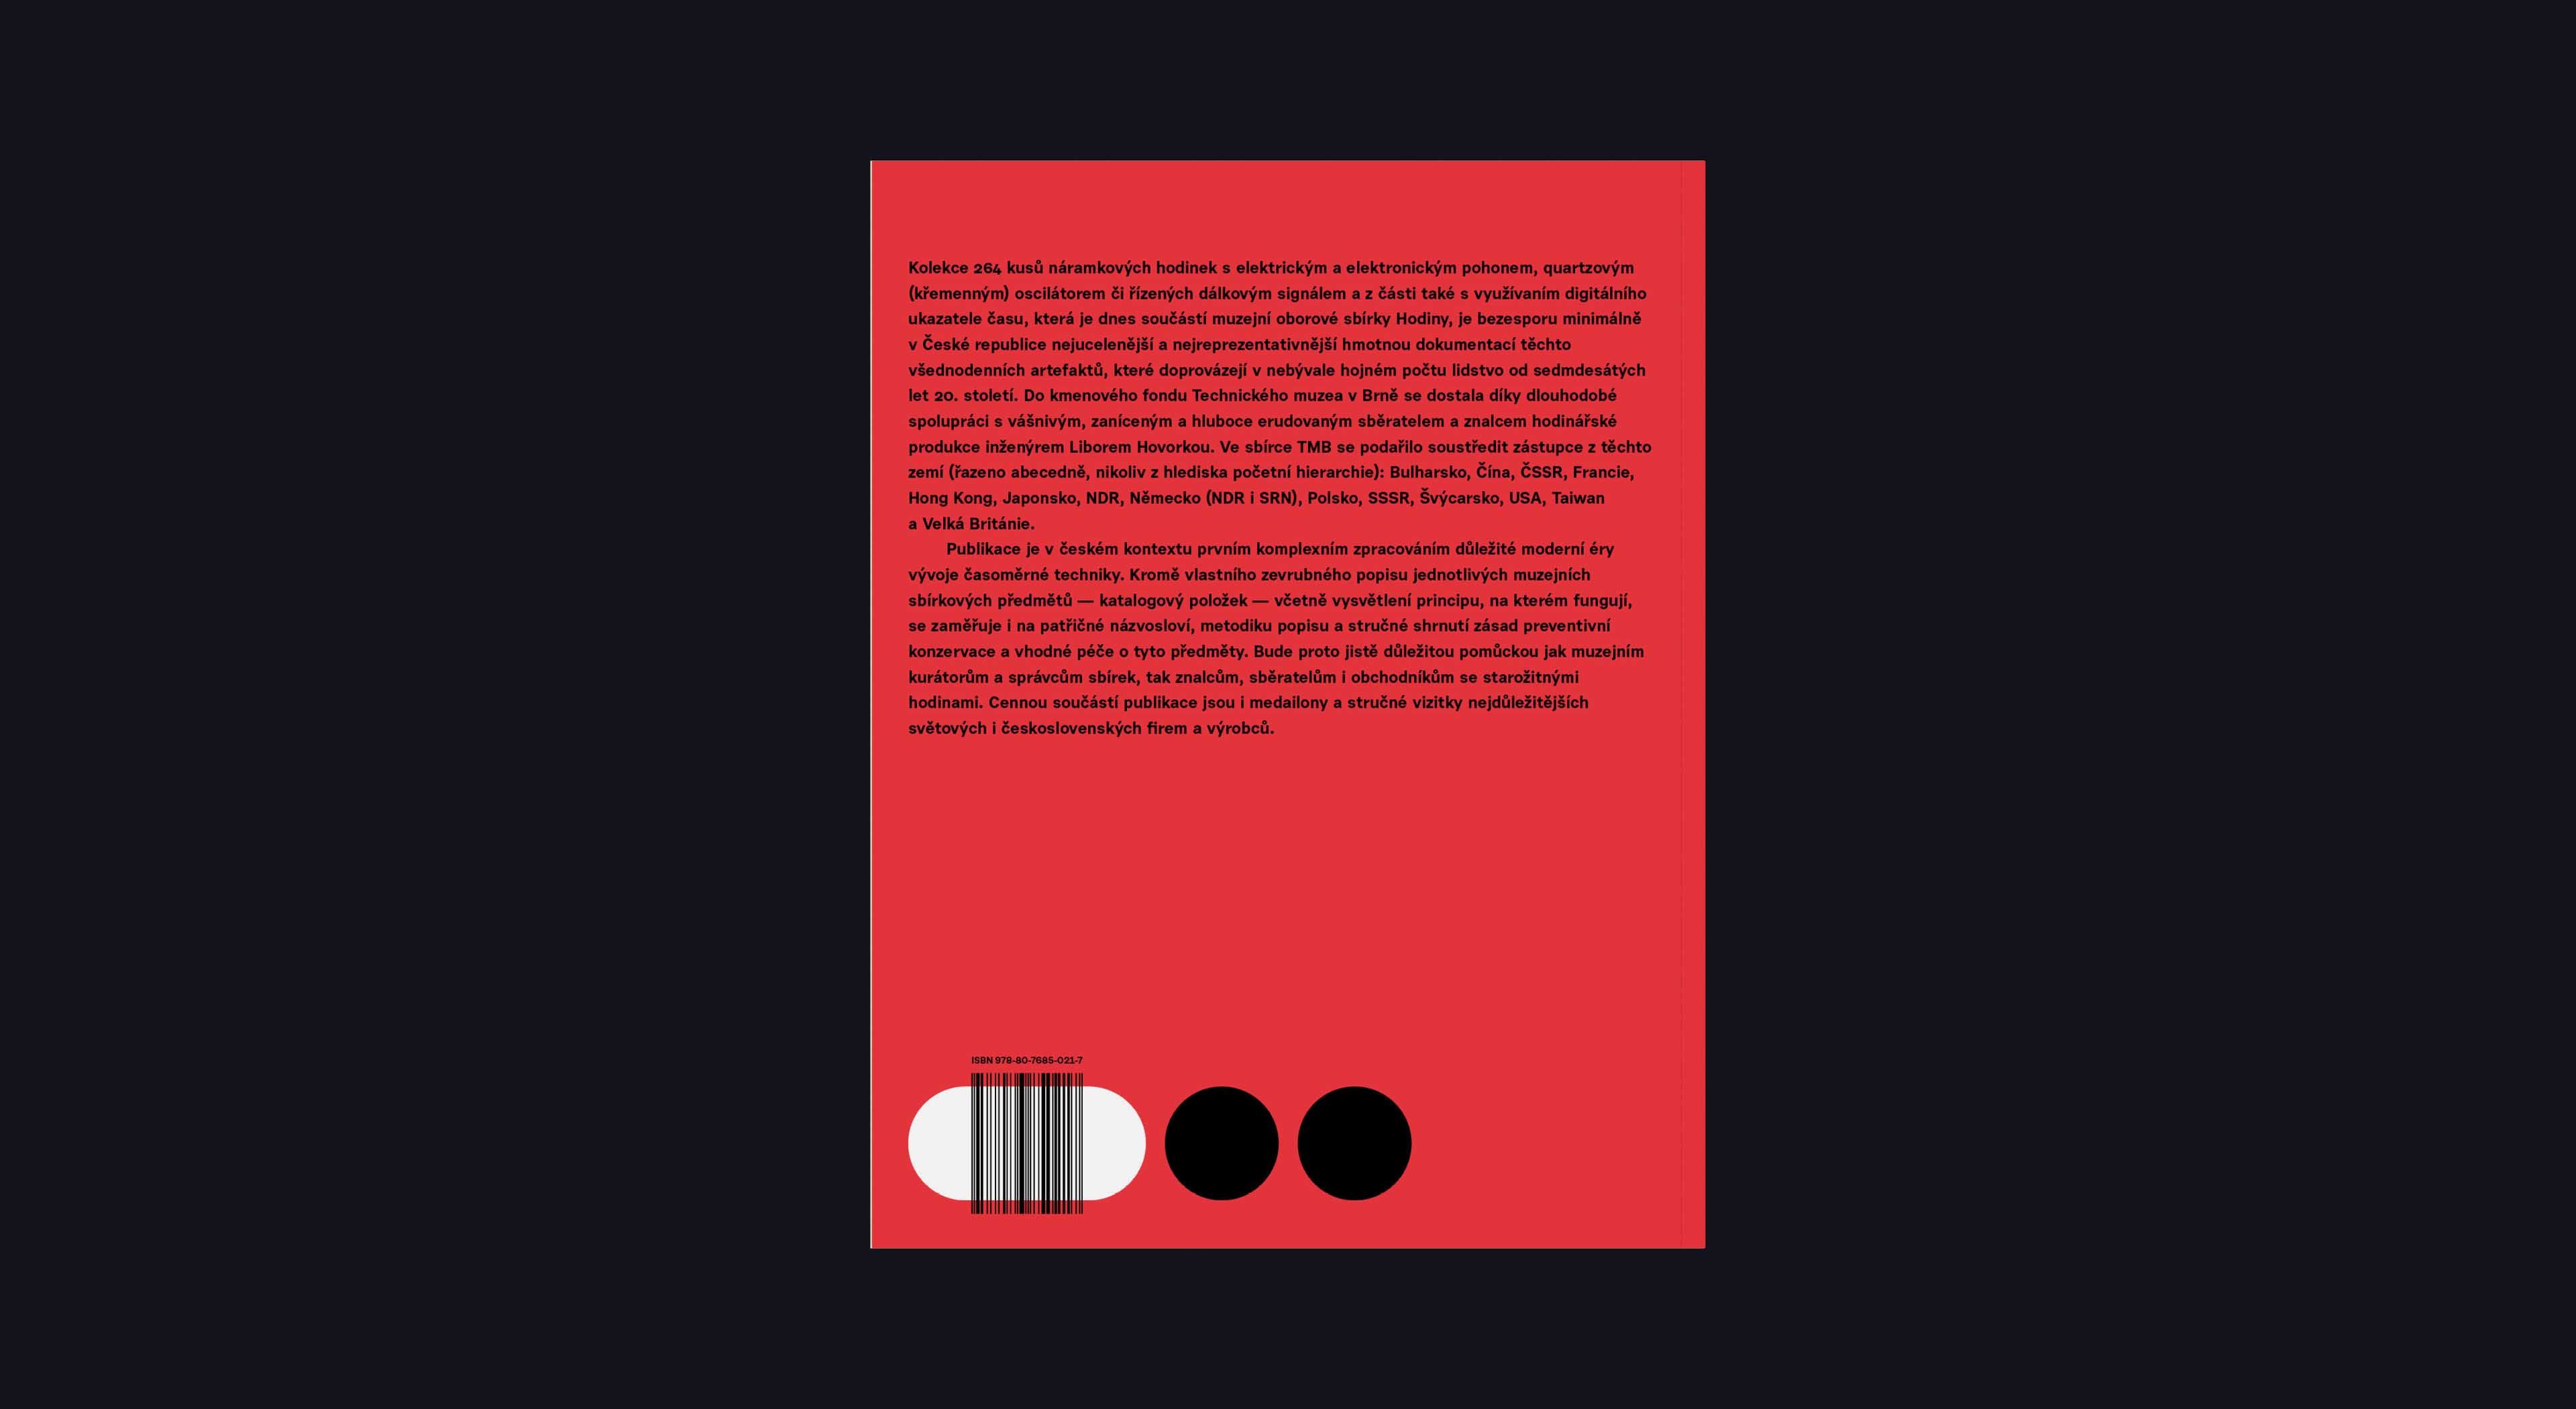 Kolekce 264 kusů náramkových hodinek s elektrickým a elektronickým pohonem, quartzovým
(křemenným) oscilátorem či řízených dálkovým signálem a z části také s využívaním digitálního
ukazatele času, která je dnes součástí muzejní oborové sbírky Hodiny, je bezesporu minimálně
v České republice nejucelenější a nejreprezentativnější hmotnou dokumentací těchto
všednodenních artefaktů, které doprovázejí v nebývale hojném počtu lidstvo od sedmdesátých
let 20. století. Do kmenového fondu Technického muzea v Brně se dostala díky dlouhodobé
spolupráci s vášnivým, zaníceným a hluboce erudovaným sběratelem a znalcem hodinářské
produkce inženýrem Liborem Hovorkou. Ve sbírce TMB se podařilo soustředit zástupce z těchto
zemí (řazeno abecedně, nikoliv z hlediska početní hierarchie): Bulharsko, Čína, ČSSR, Francie,
Hong Kong, Japonsko, NDR, Německo (NDR i SRN), Polsko, SSSR, Švýcarsko, USA, Taiwan
a Velká Británie.
Publikace je v českém kontextu prvním komplexním zpracováním důležité moderní éry
vývoje časoměrné techniky. Kromě vlastního zevrubného popisu jednotlivých muzejních
sbírkových předmětů — katalogový položek — včetně vysvětlení principu, na kterém fungují,
se zaměřuje i na patřičné názvosloví, metodiku popisu a stručné shrnutí zásad preventivní
konzervace a vhodné péče o tyto předměty. Bude proto jistě důležitou pomůckou jak muzejním
kurátorům a správcům sbírek, tak znalcům, sběratelům i obchodníkům se starožitnými
hodinami. Cennou součástí publikace jsou i medailony a stručné vizitky nejdůležitějších
světových i československých firem a výrobců.
ISBN 978-80-7685-021-7